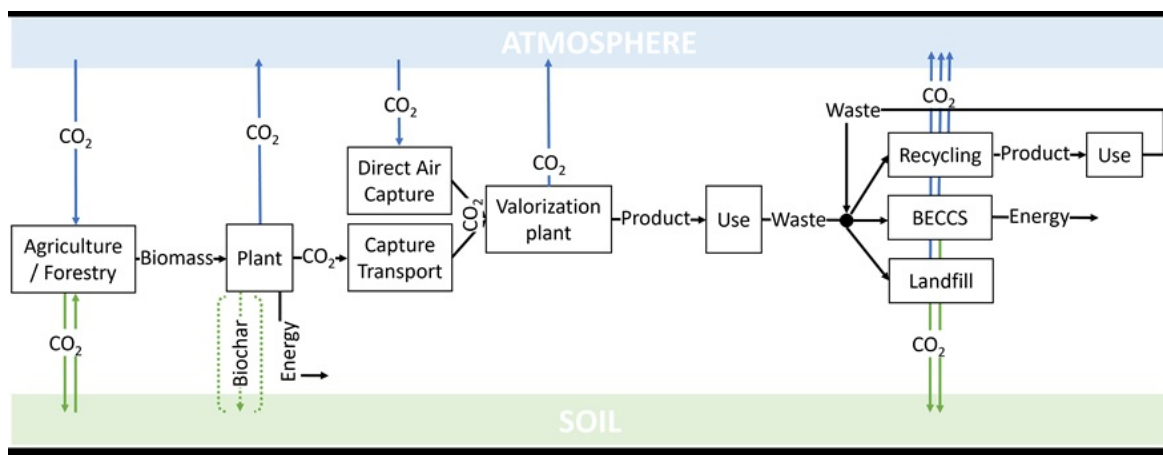 ATMOSPHERE
CO2
CO2
CO2
CO2
CO2
Waste
Direct Air
Capture
Recycling
Product
Use
CO2
Valorization
plant
Product
Use
Waste
BECCS
Energy
Agriculture
/ Forestry
Biomass
Plant
CO2
Capture
Transport
Landfill
CO2
Biochar
Energy
CO2
SOIL